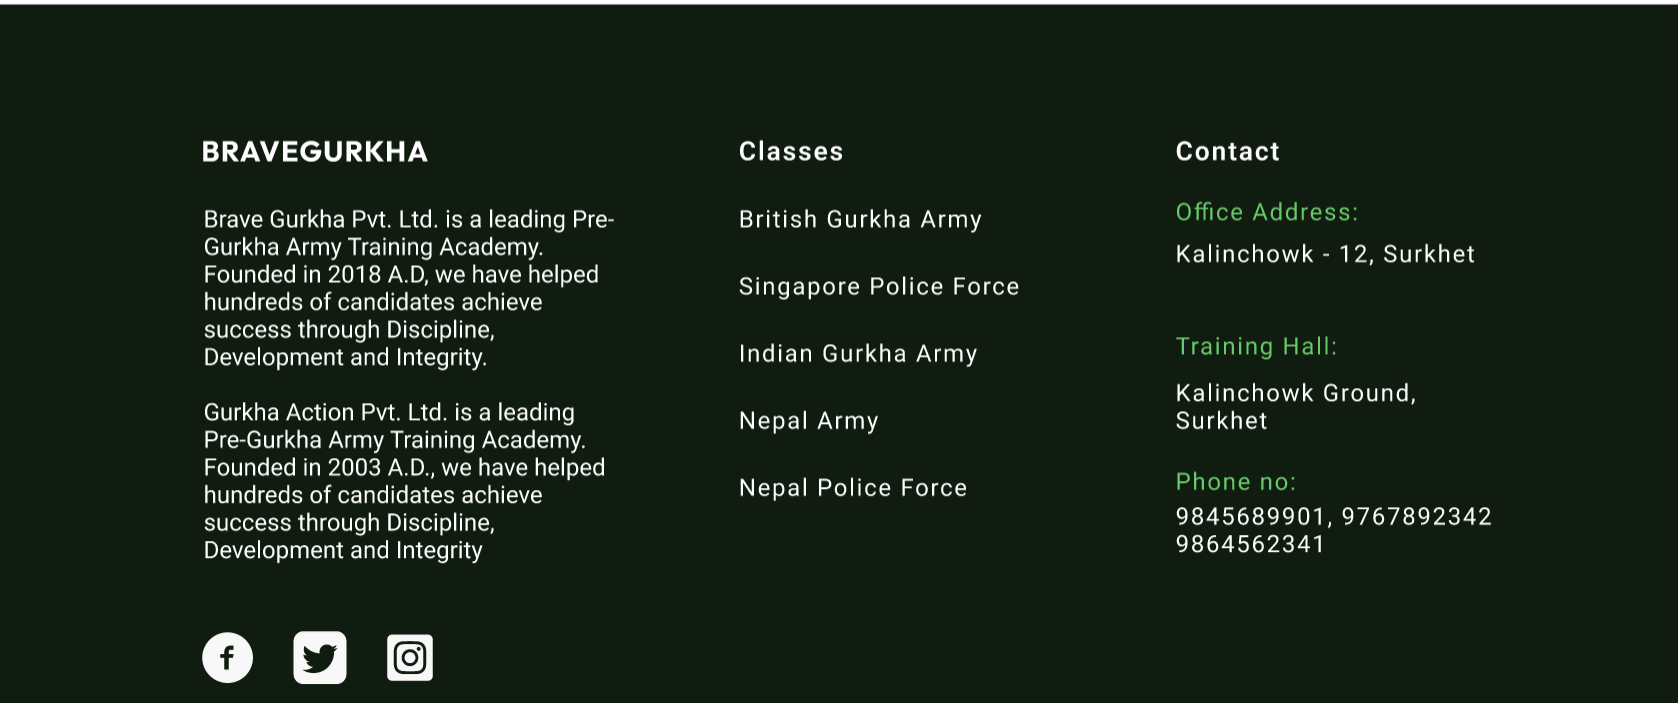 BRAVEGURKHA
Brave Gurkha Pvt. Ltd. is a leading Pre-
Gurkha Army Training Academy.
Founded in 2018 A.D, we have helped
hundreds of candidates achieve
success through Discipline,
Development and Integrity.
Gurkha Action Pvt. Ltd. is a leading
Pre-Gurkha Army Training Academy.
Founded in 2003 A.D., we have helped
hundreds of candidates achieve
success through Discipline,
Development and Integrity
Classes
British Gurkha Army
Singapore Police Force
Indian Gurkha Army
Nepal Army
Nepal Police Force
Contact
Office Address:
Kalinchowk - 12, Surkhet
Training Hall:
Kalinchowk Ground,
Surkhet
Phone no:
9845689901, 9767892342
9864562341